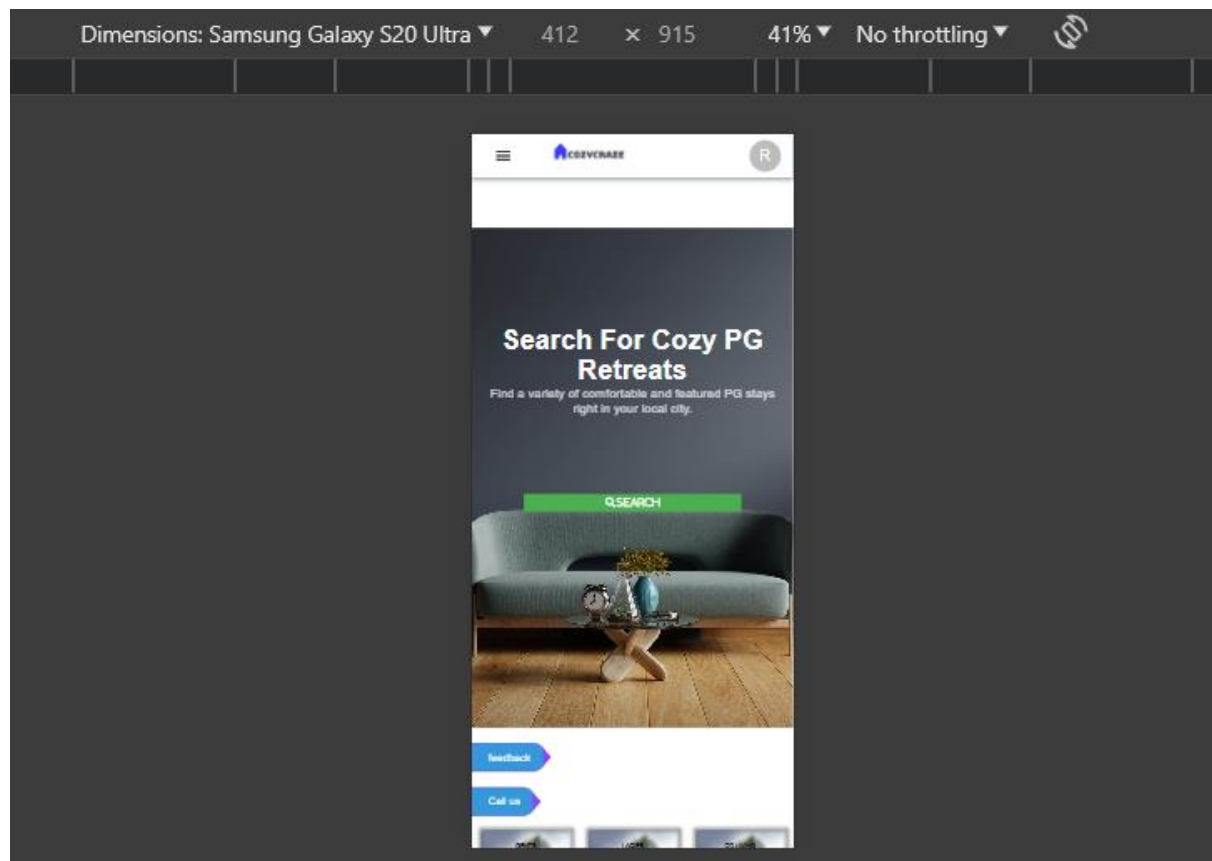 Dimensions: Samsung Galaxy S20 Ultra 412 × 915 41% No throttling
COZYCRAZE R
Search For Cozy PG
Retreats
Find a variety of comfortable and featured PG stays
right in your local city.
SEARCH
feedback
Call us